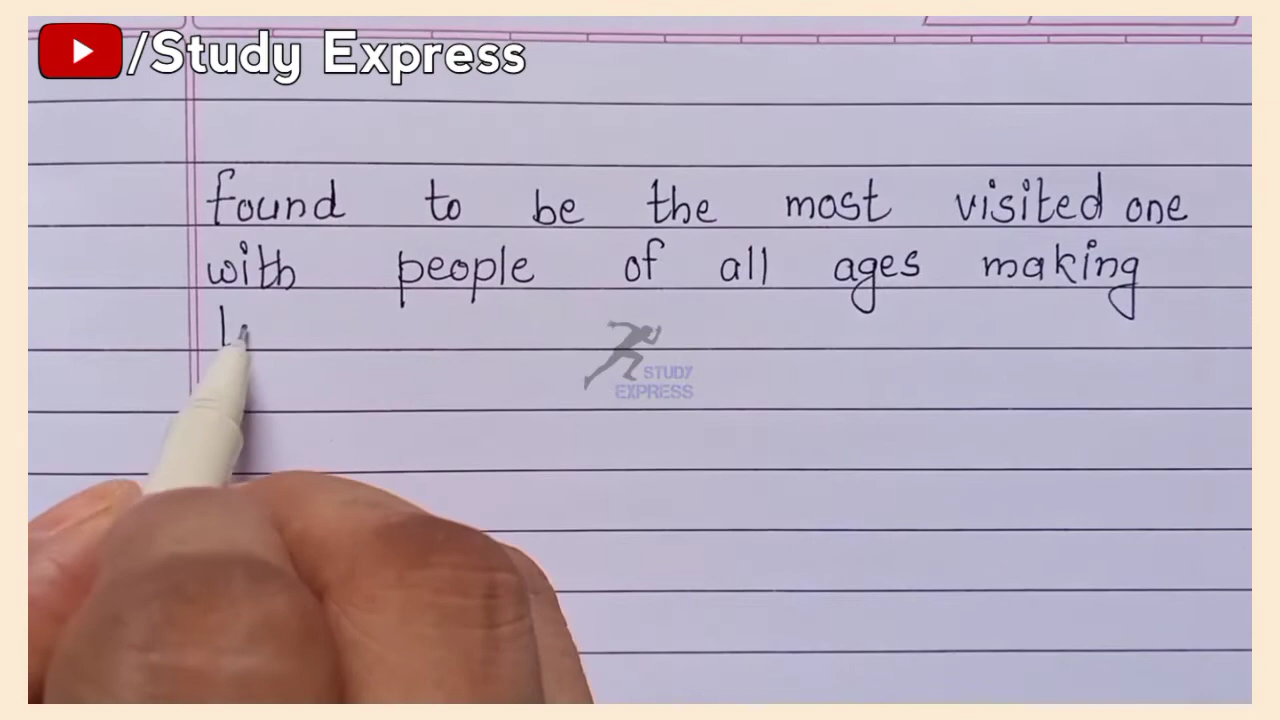 /Study Express
found to be the most visited one
with people of all ages making
STUDY
EXPRESS